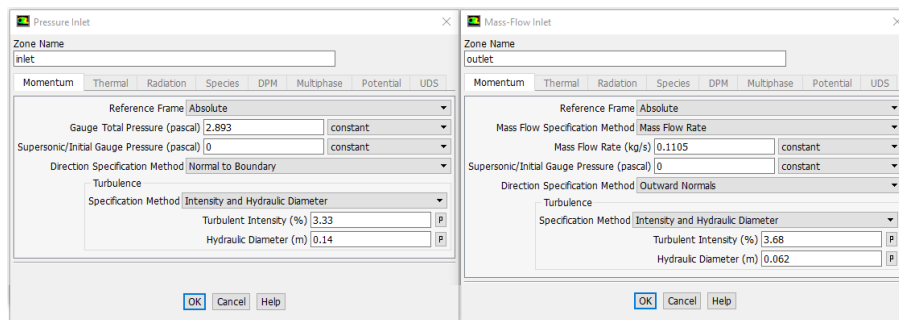 Pressure Inlet
Zone Name
inlet
Momentum Thermal Radiation Species DPM Multiphase Potential UDS
Reference Frame Absolute
Gauge Total Pressure (pascal) 2.893 constant
Supersonic/Initial Gauge Pressure (pascal) 0 constant
Direction Specification Method Normal to Boundary
Turbulence
Specification Method Intensity and Hydraulic Diameter
Turbulent Intensity (%) 3.33 P
Hydraulic Diameter (m) 0.14 P
OK Cancel Help
Mass-Flow Inlet
Zone Name
outlet
Momentum Thermal Radiation Species DPM Multiphase Potential UDS
Reference Frame Absolute
Mass Flow Specification Method Mass Flow Rate
Mass Flow Rate (kg/s) 0.1105 constant
Supersonic/Initial Gauge Pressure (pascal) 0 constant
Direction Specification Method Outward Normals
Turbulence
Specification Method Intensity and Hydraulic Diameter
Turbulent Intensity (%) 3.68 P
Hydraulic Diameter (m) 0.062 P
OK Cancel Help